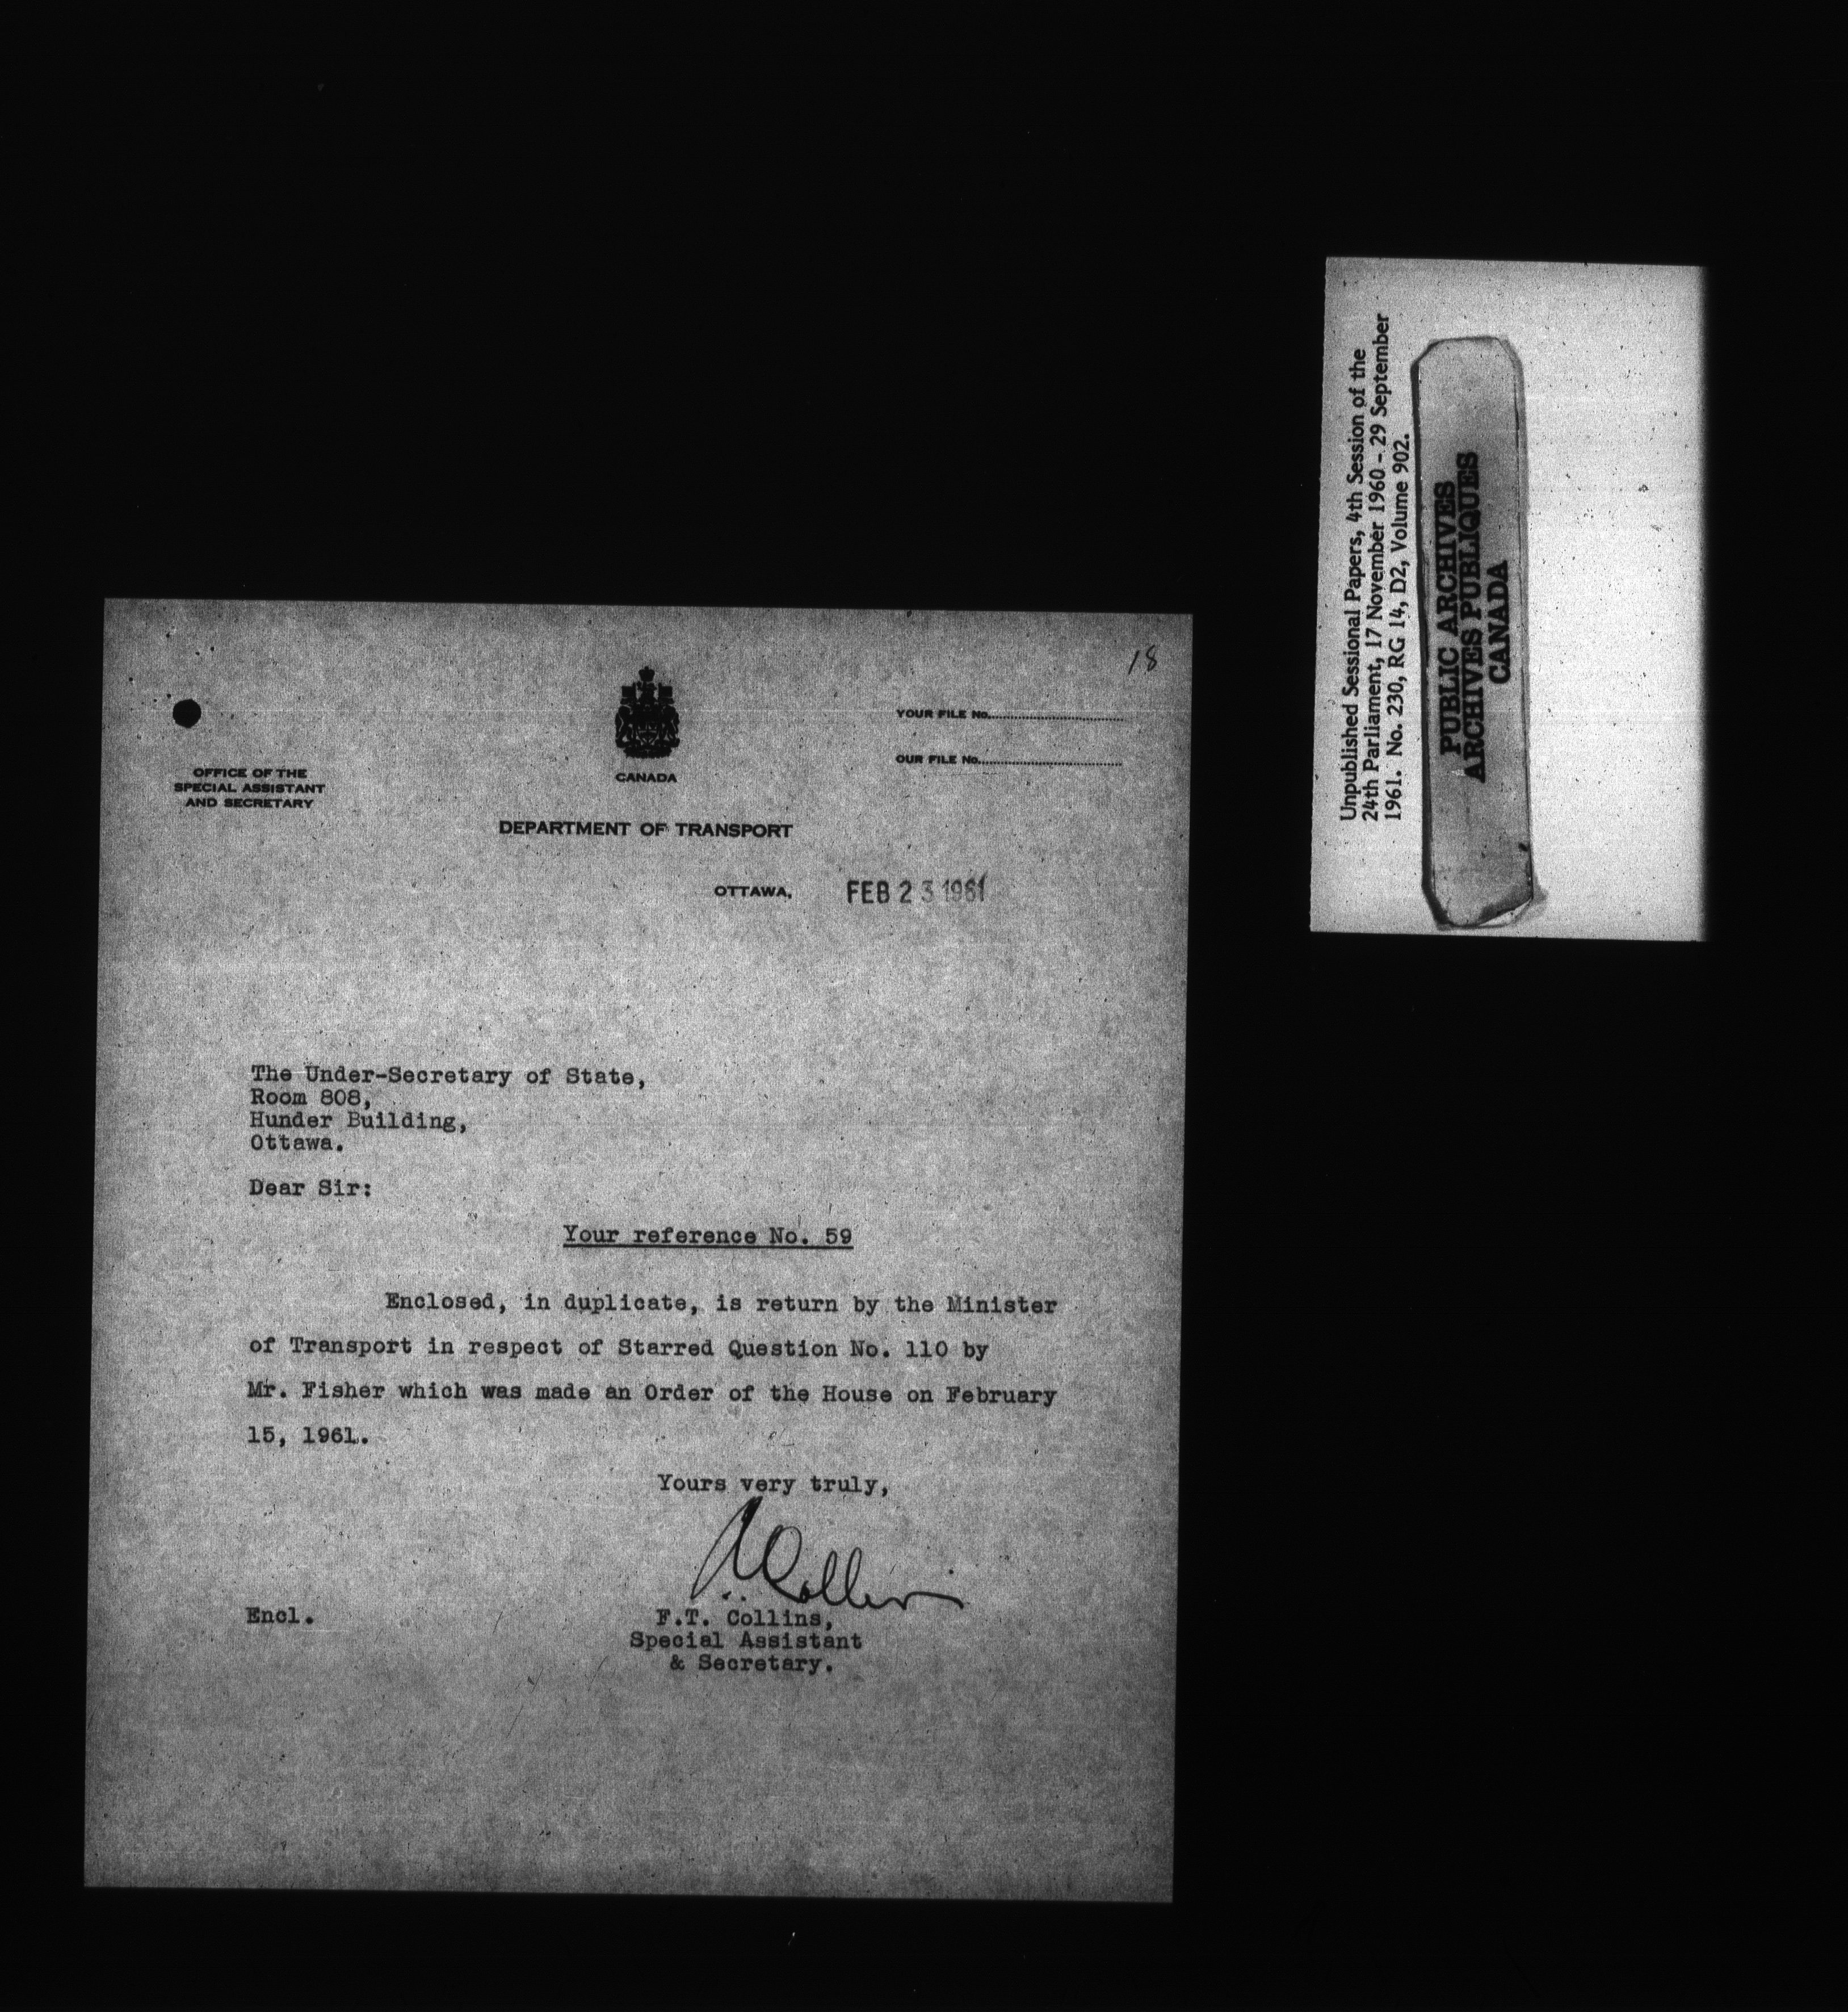 18
YOUR FILE No.
OUR FILE No.
OFFICE OF THE
SPECIAL ASSISTANT
AND SECRETARY
CANADA
DEPARTMENT OF TRANSPORT
OTTAWA, FEB 23 1961
The Under-Secretary of State,
Room 808,
Hunder Building,
Ottawa.
Dear Sir:
Your reference No. 59
Enclosed, in duplicate, is return by the Minister
of Transport in respect of Starred Question No. 110 by
Mr. Fisher which was made an Order of the House on February
15, 1961.
Yours very truly,
Encl.
F.T. Collins,
Special Assistant
& Secretary.
Unpublished Sessional Papers, 4th Session of the
24th Parliament, 17 November 1960 - 29 September
1961. No. 230, RG 14, D2, Volume 902.
PUBLIC ARCHIVES
ARCHIVES PUBLIQUES
CANADA